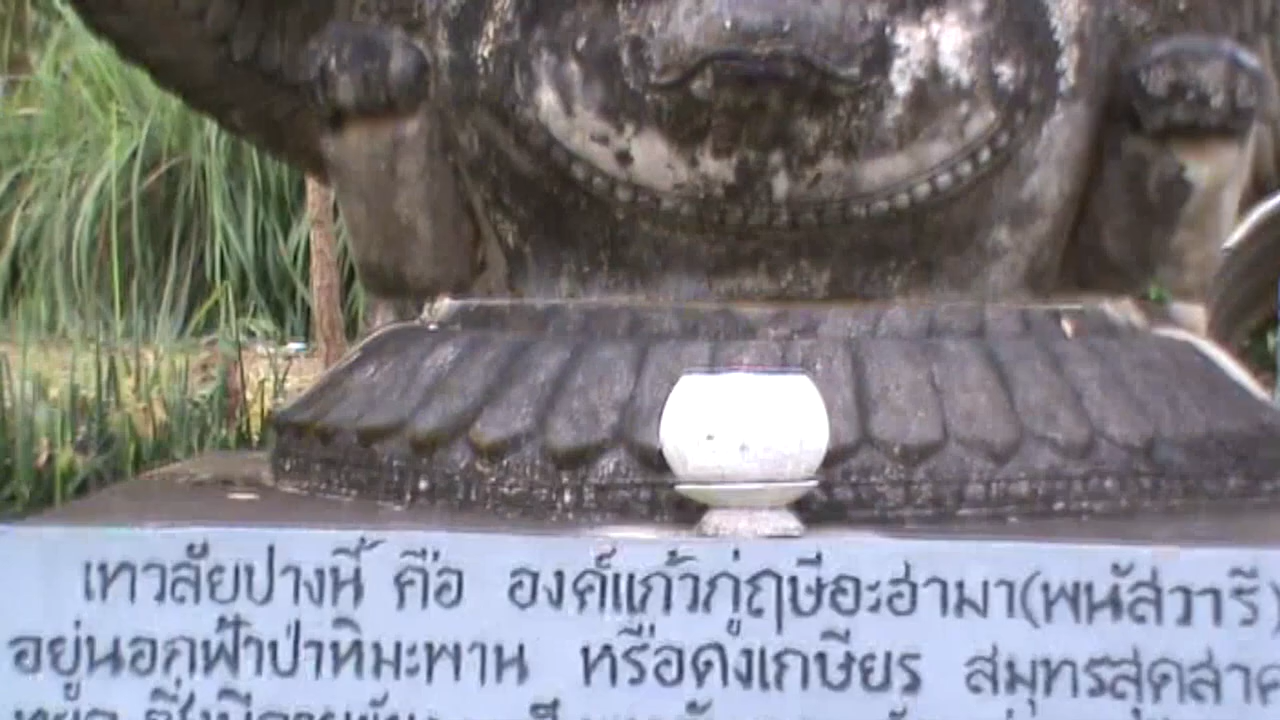 เทวลัยปางนี้ คือ องค์แก้วกู่ฤษีอะฮามา(พนัสวารี)
อยู่นอกฟ้าป่าหิมะพาน หรือดงเกษียร สมุทรสุดสาค